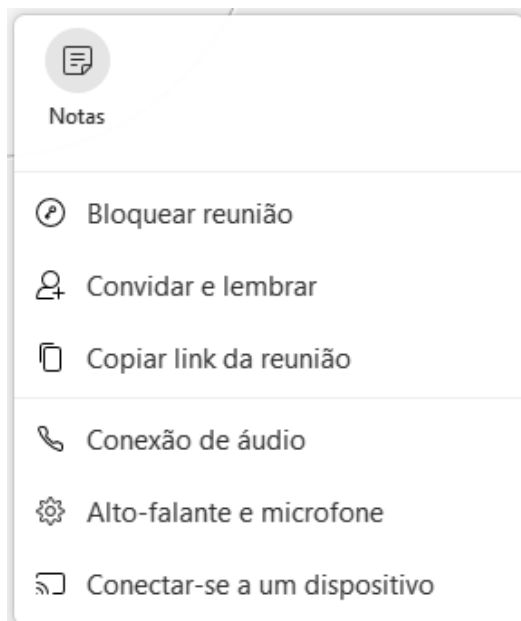 Notas
Bloquear reunião
Convidar e lembrar
Copiar link da reunião
Conexão de áudio
Alto-falante e microfone
Conectar-se a um dispositivo